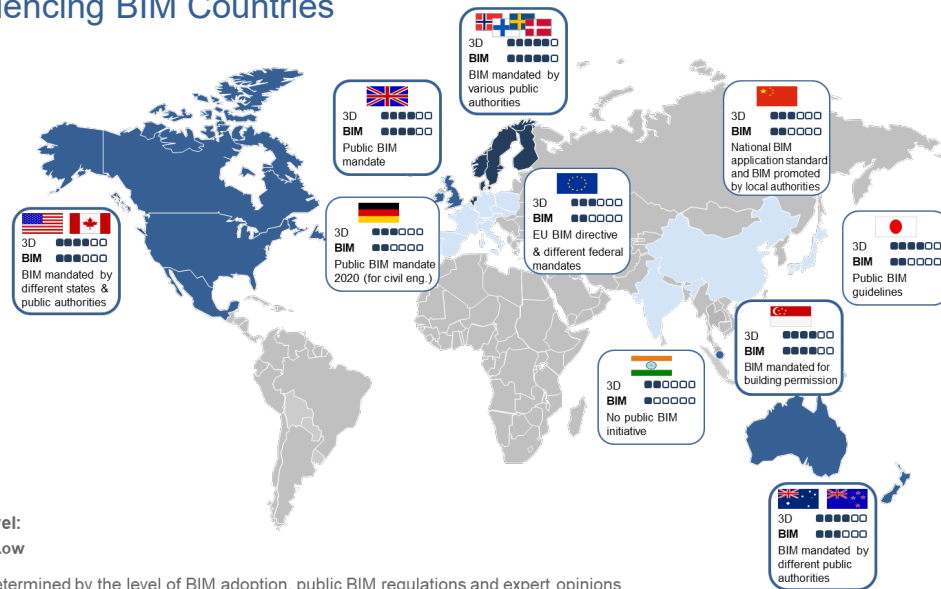 lencing BIM Countries
3D
BIM
BIM mandated by
various public
authorities
3D
BIM
Public BIM
mandate
3D
BIM
National BIM
application standard
and BIM promoted
by local authorities
3D
BIM
BIM mandated by
different states &
public authorities
3D
BIM
Public BIM mandate
2020 (for civil eng.)
3D
BIM
EU BIM directive
& different federal
mandates
3D
BIM
Public BIM
guidelines
3D
BIM
BIM mandated for
building permission
3D
BIM
No public BIM
initiative
3D
BIM
BIM mandated by
different public
authorities
vel:
Low
etermined by the level of BIM adoption, public BIM regulations and expert opinions